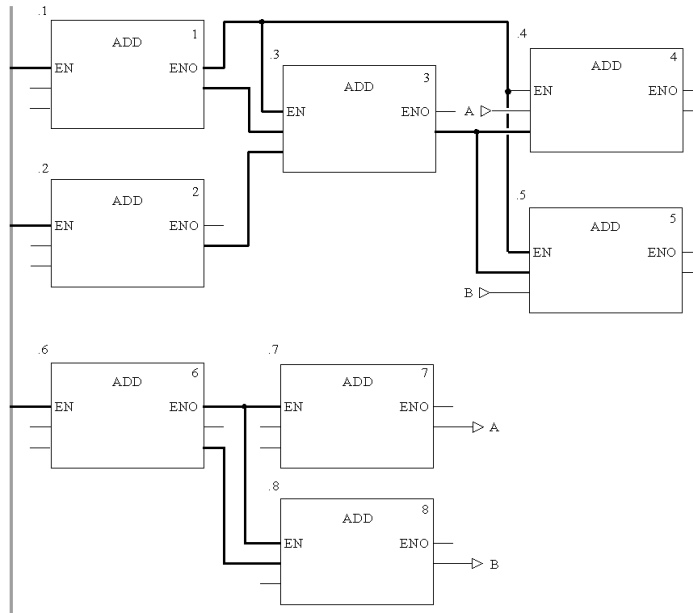 .1
ADD 1
EN ENO
.3
ADD 3
EN ENO
.4
ADD 4
EN
A
.2
ADD 2
EN ENO
.5
ADD 5
EN ENO
B
.6
ADD 6
EN ENO
.7
ADD 7
EN ENO
A
.8
ADD 8
EN ENO
B